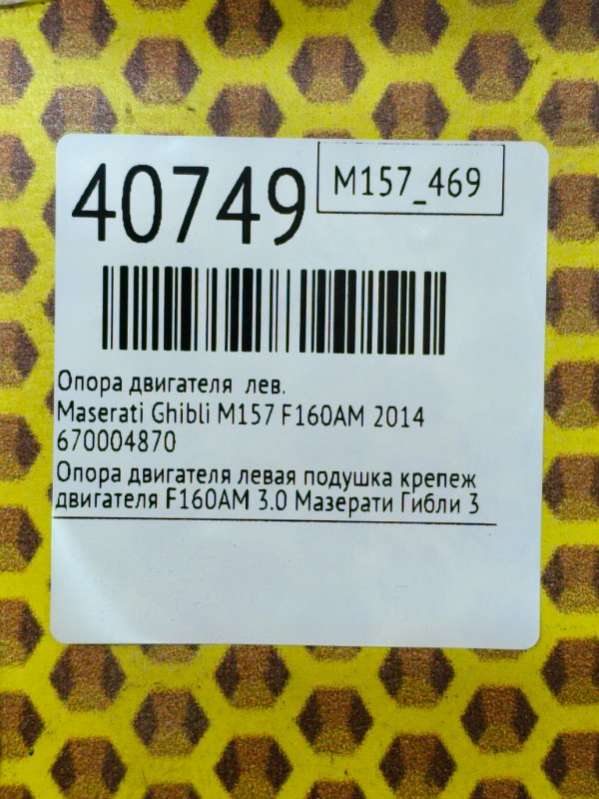 40749
M157_469
Опора двигателя лев.
Maserati Ghibli M157 F160AM 2014
670004870
Опора двигателя левая подушка крепеж
двигателя F160AM 3.0 Мазерати Гибли 3